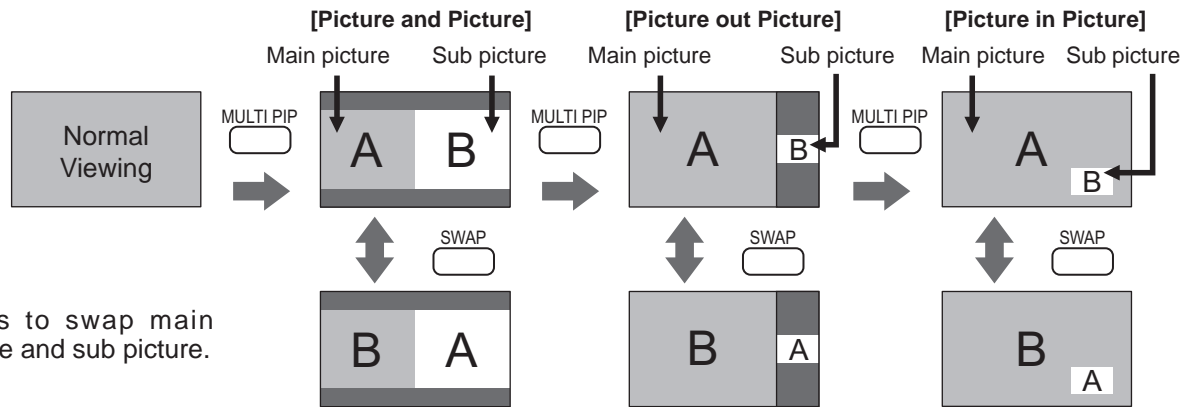 [Picture and Picture] [Picture out Picture] [Picture in Picture]
Main picture Sub picture Main picture Sub picture Main picture Sub picture
Normal
Viewing
MULTI PIP
A B
MULTI PIP
A B
MULTI PIP
A
B
SWAP SWAP SWAP
to swap main
and sub picture.
B A
B A
B
A